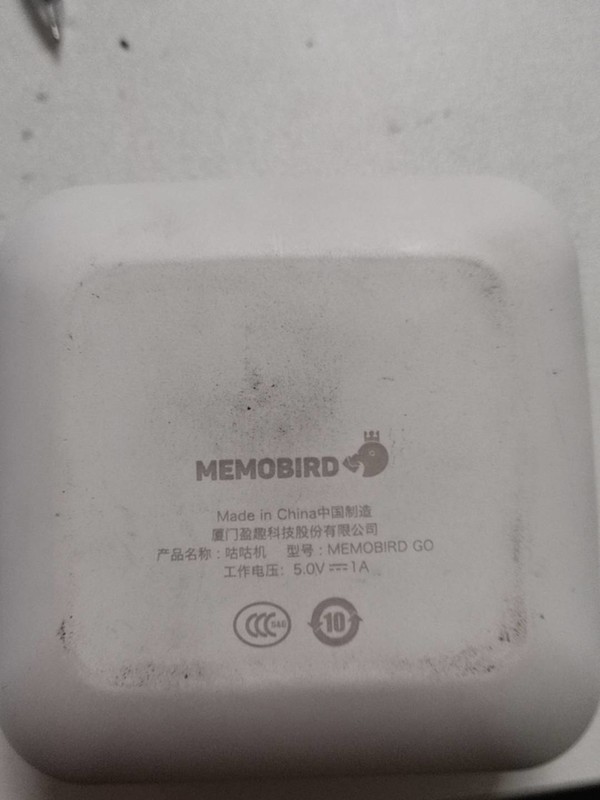 MEMOBIRD
Made in China中国制造
厦门盈趣科技股份有限公司
产品名称：咕咕机 型号：MEMOBIRD GO
工作电压：5.0V⎓1A
CCC S&E 10